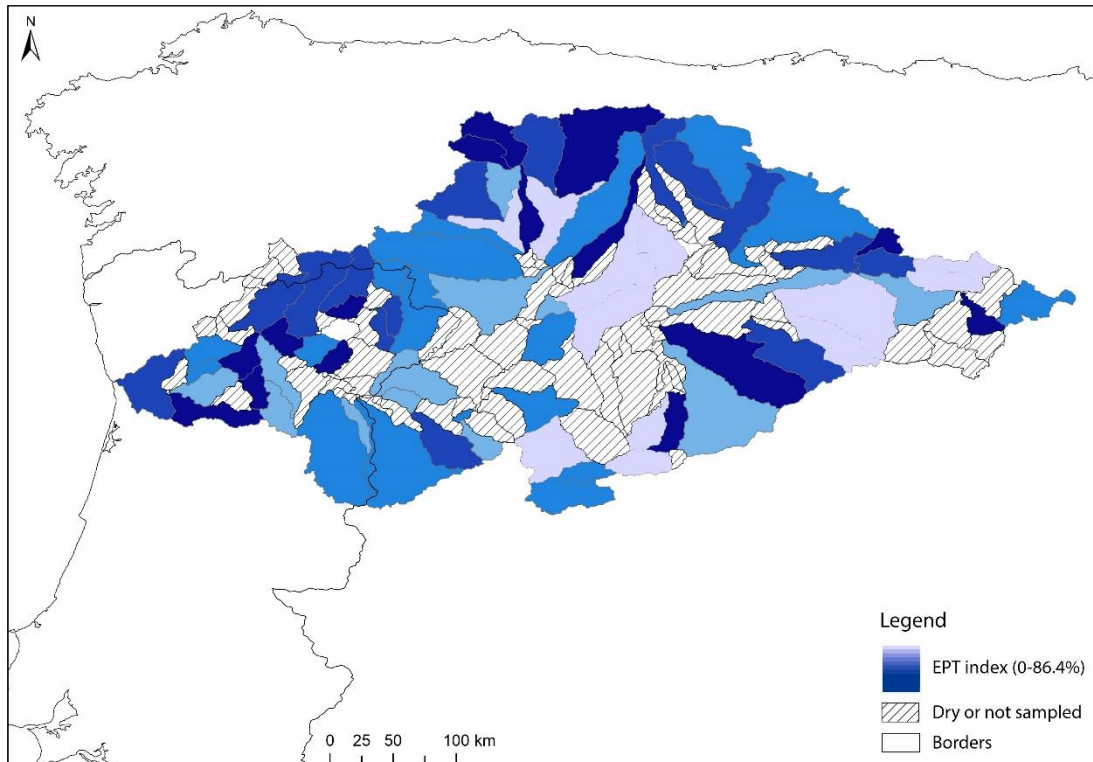 N
Legend
EPT index (0-86.4%)
Dry or not sampled
Borders
0 25 50 100 km